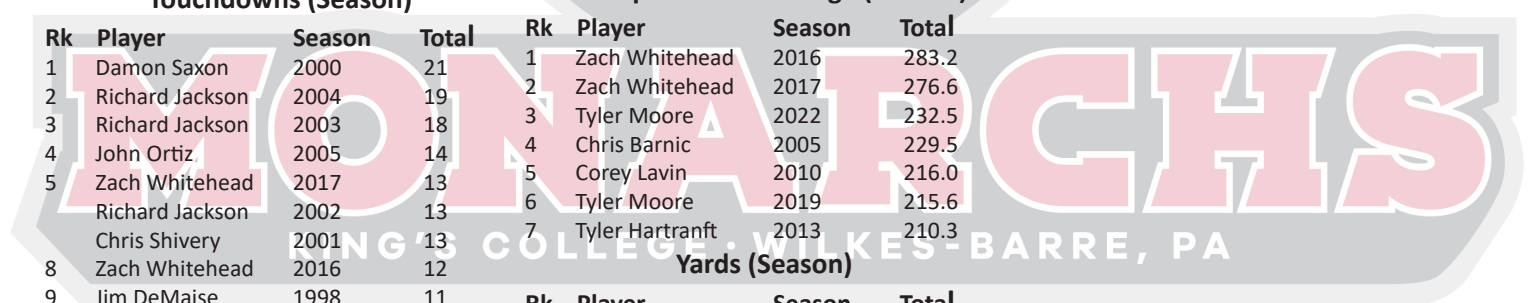 Touchdowns (Season)
Rk Player Season Total
1 Damon Saxon 2000 21
2 Richard Jackson 2004 19
3 Richard Jackson 2003 18
4 John Ortiz 2005 14
5 Zach Whitehead 2017 13
Richard Jackson 2002 13
Chris Shivery 2001 13
8 Zach Whitehead 2016 12
9 Jim DeMaise 1998 11
Rk Player Season Total
1 Zach Whitehead 2016 283.2
2 Zach Whitehead 2017 276.6
3 Tyler Moore 2022 232.5
4 Chris Barnic 2005 229.5
5 Corey Lavin 2010 216.0
6 Tyler Moore 2019 215.6
7 Tyler Hartranft 2013 210.3
Yards (Season)
Rk Player Season Total
MONARCHS
KING'S COLLEGE · WILKES-BARRE, PA